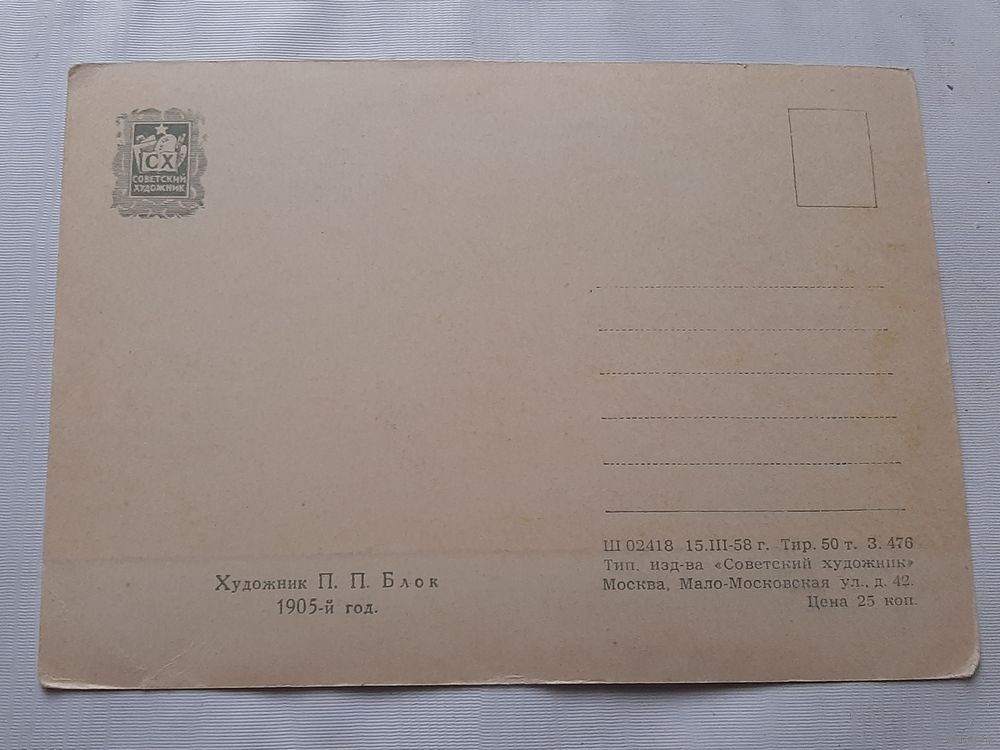 СХ
СОВЕТСКИЙ
ХУДОЖНИК
Художник П. П. Блок
1905-й год.
Ш 02418 15.III-58 г. Тир. 50 т. З. 476
Тип. изд-ва «Советский художник»
Москва, Мало-Московская ул., д. 42.
Цена 25 коп.